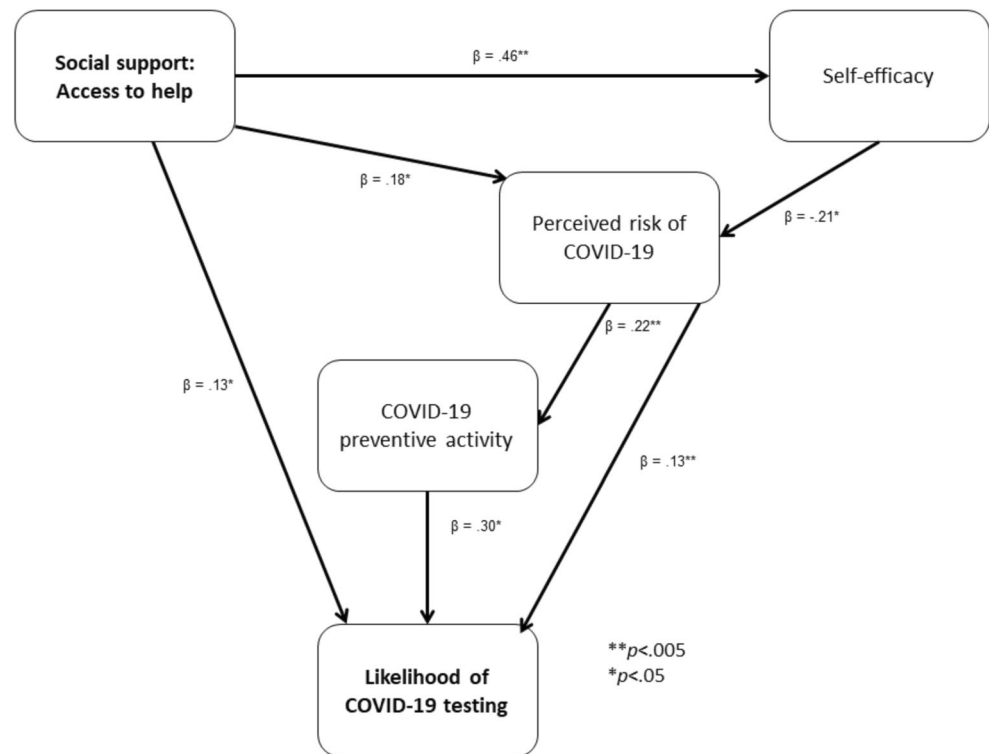 Social support:
Access to help
β = .46**
Self-efficacy
β = .18*
Perceived risk of
COVID-19
β = -.21*
β = .22**
β = .13*
COVID-19
preventive activity
β = .13**
β = .30*
Likelihood of
COVID-19 testing
**p<.005
*p<.05